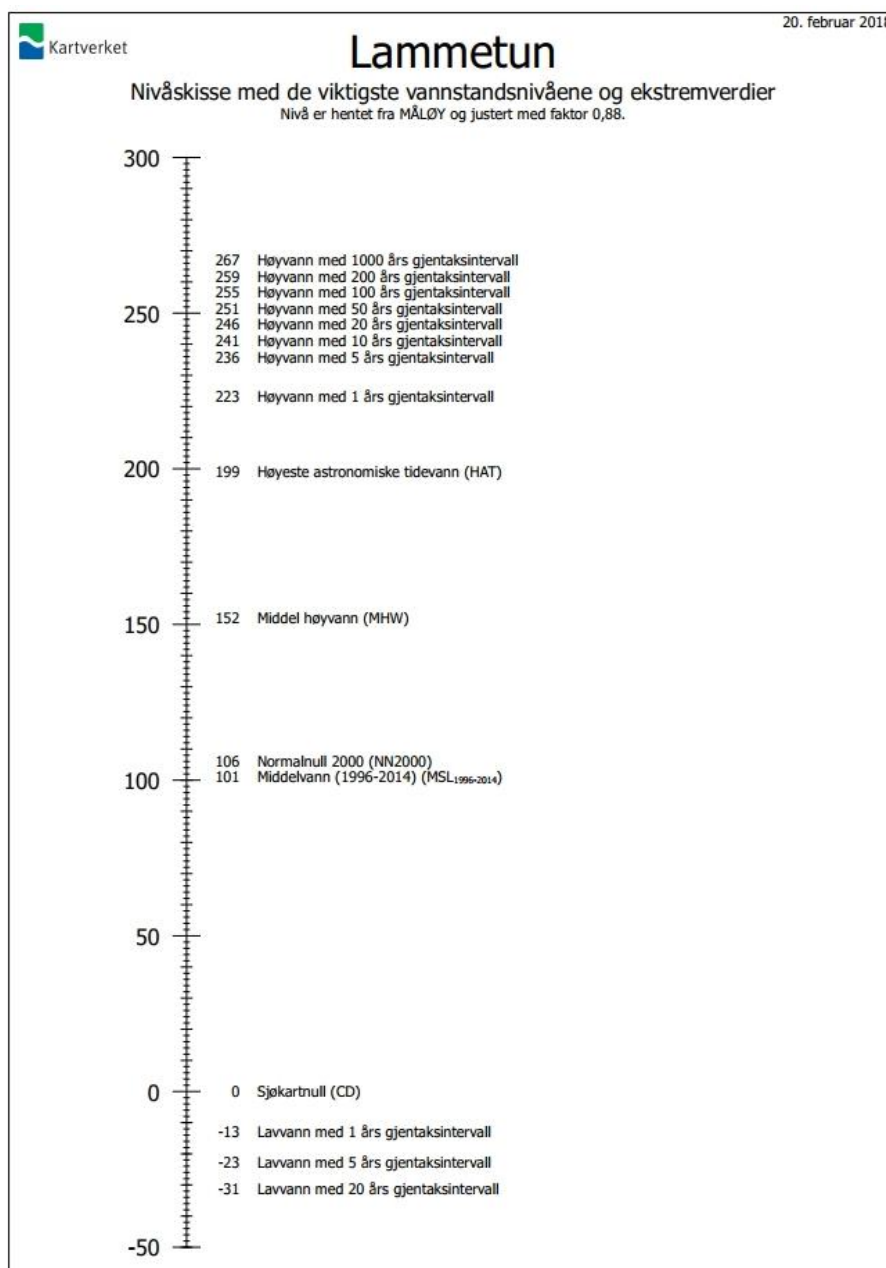 20. februar 2018
Kartverket
Lammetun
Nivåskisse med de viktigste vannstandsnivåene og ekstremverdier
Nivå er hentet fra MÅLØY og justert med faktor 0,88.
300
267 Høyvann med 1000 års gjentaksintervall
259 Høyvann med 200 års gjentaksintervall
255 Høyvann med 100 års gjentaksintervall
251 Høyvann med 50 års gjentaksintervall
250
246 Høyvann med 20 års gjentaksintervall
241 Høyvann med 10 års gjentaksintervall
236 Høyvann med 5 års gjentaksintervall
223 Høyvann med 1 års gjentaksintervall
200
199 Høyeste astronomiske tidevann (HAT)
152 Middel høyvann (MHW)
150
106 Normalnull 2000 (NN2000)
101 Middelvann (1996-2014) (MSL1996-2014)
100
50
0
0 Sjøkartnull (CD)
-13 Lavvann med 1 års gjentaksintervall
-23 Lavvann med 5 års gjentaksintervall
-31 Lavvann med 20 års gjentaksintervall
-50